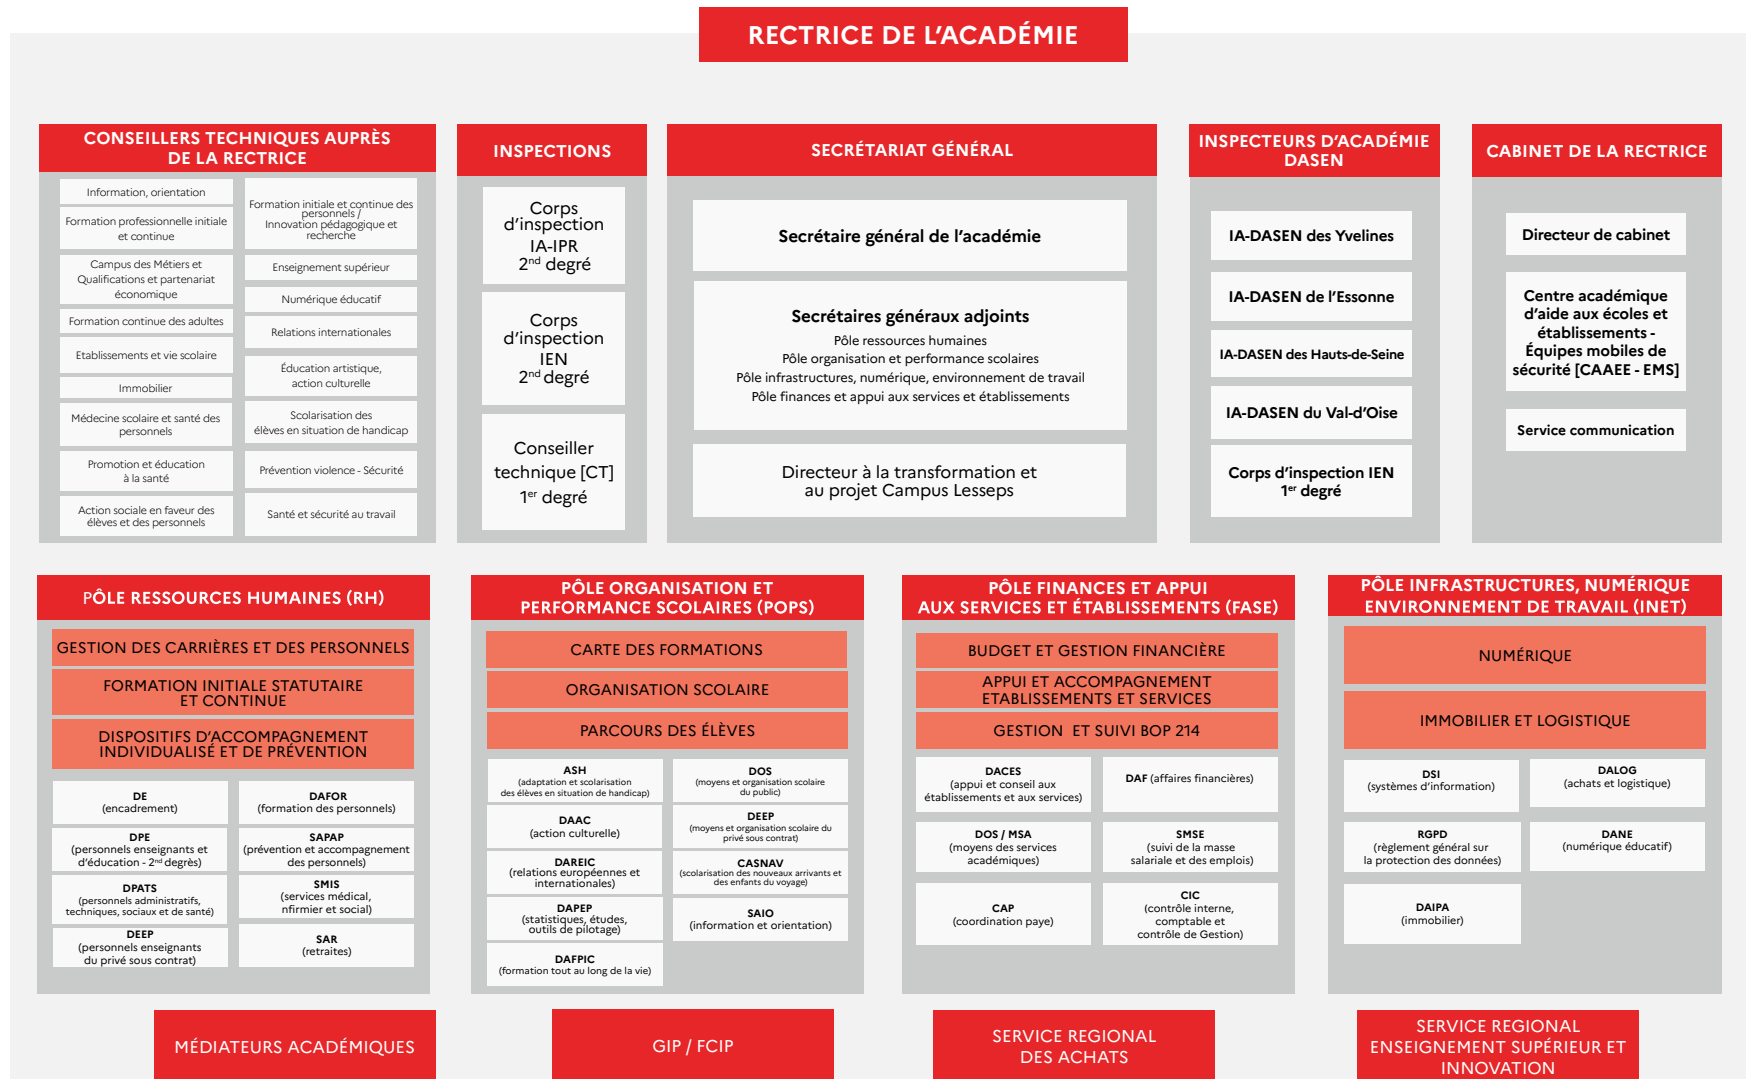 RECTRICE DE L'ACADÉMIE
CONSEILLERS TECHNIQUES AUPRÈS
DE LA RECTRICE
Information, orientation
Formation professionnelle initiale
et continue
Campus des Métiers et
Qualifications et partenariat
économique
Formation continue des adultes
Etablissements et vie scolaire
Immobilier
Médecine scolaire et santé des
personnels
Promotion et éducation
à la santé
Action sociale en faveur des
élèves et des personnels
Formation initiale et continue des
personnels /
Innovation pédagogique et
recherche
Enseignement supérieur
Numérique éducatif
Relations internationales
Éducation artistique,
action culturelle
Scolarisation des
élèves en situation de handicap
Prévention violence - Sécurité
Santé et sécurité au travail
INSPECTIONS
Corps
d'inspection
IA-IPR
2nd degré
Corps
d'inspection
IEN
2nd degré
Conseiller
technique [CT]
1er degré
SECRÉTARIAT GÉNÉRAL
Secrétaire général de l'académie
Secrétaires généraux adjoints
Pôle ressources humaines
Pôle organisation et performance scolaires
Pôle infrastructures, numérique, environnement de travail
Pôle finances et appui aux services et établissements
Directeur à la transformation et
au projet Campus Lesseps
INSPECTEURS D'ACADÉMIE
DASEN
IA-DASEN des Yvelines
IA-DASEN de l'Essonne
IA-DASEN des Hauts-de-Seine
IA-DASEN du Val-d'Oise
Corps d'inspection IEN
1er degré
CABINET DE LA RECTRICE
Directeur de cabinet
Centre académique
d'aide aux écoles et
établissements -
Équipes mobiles de
sécurité [CAAEE - EMS]
Service communication
PÔLE RESSOURCES HUMAINES (RH)
GESTION DES CARRIÈRES ET DES PERSONNELS
FORMATION INITIALE STATUTAIRE
ET CONTINUE
DISPOSITIFS D'ACCOMPAGNEMENT
INDIVIDUALISÉ ET DE PRÉVENTION
DE
(encadrement)
DPE
(personnels enseignants et
d'éducation - 2nd degrès)
DPATS
(personnels administratifs,
techniques, sociaux et de santé)
DEEP
(personnels enseignants
du privé sous contrat)
DAFOR
(formation des personnels)
SAPAP
(prévention et accompagnement
des personnels)
SMIS
(services médical,
nfirmier et social)
SAR
(retraites)
PÔLE ORGANISATION ET
PERFORMANCE SCOLAIRES (POPS)
CARTE DES FORMATIONS
ORGANISATION SCOLAIRE
PARCOURS DES ÉLÈVES
ASH
(adaptation et scolarisation
des élèves en situation de handicap)
DAAC
(action culturelle)
DAREIC
(relations européennes et
internationales)
DAPEP
(statistiques, études,
outils de pilotage)
DAFPIC
(formation tout au long de la vie)
DOS
(moyens et organisation scolaire
du public)
DEEP
(moyens et organisation scolaire du
privé sous contrat)
CASNAV
(scolarisation des nouveaux arrivants et
des enfants du voyage)
SAIO
(information et orientation)
PÔLE FINANCES ET APPUI
AUX SERVICES ET ÉTABLISSEMENTS (FASE)
BUDGET ET GESTION FINANCIÈRE
APPUI ET ACCOMPAGNEMENT
ETABLISSEMENTS ET SERVICES
GESTION ET SUIVI BOP 214
DACES
(appui et conseil aux
établissements et aux services)
DOS / MSA
(moyens des services
académiques)
CAP
(coordination paye)
DAF (affaires financières)
SMSE
(suivi de la masse
salariale et des emplois)
CIC
(contrôle interne,
comptable et
contrôle de Gestion)
PÔLE INFRASTRUCTURES, NUMÉRIQUE
ENVIRONNEMENT DE TRAVAIL (INET)
NUMÉRIQUE
IMMOBILIER ET LOGISTIQUE
DSI
(systèmes d'information)
RGPD
(règlement général sur
la protection des données)
DAIPA
(immobilier)
DALOG
(achats et logistique)
DANE
(numérique éducatif)
MÉDIATEURS ACADÉMIQUES
GIP / FCIP
SERVICE REGIONAL
DES ACHATS
SERVICE REGIONAL
ENSEIGNEMENT SUPÉRIEUR ET
INNOVATION